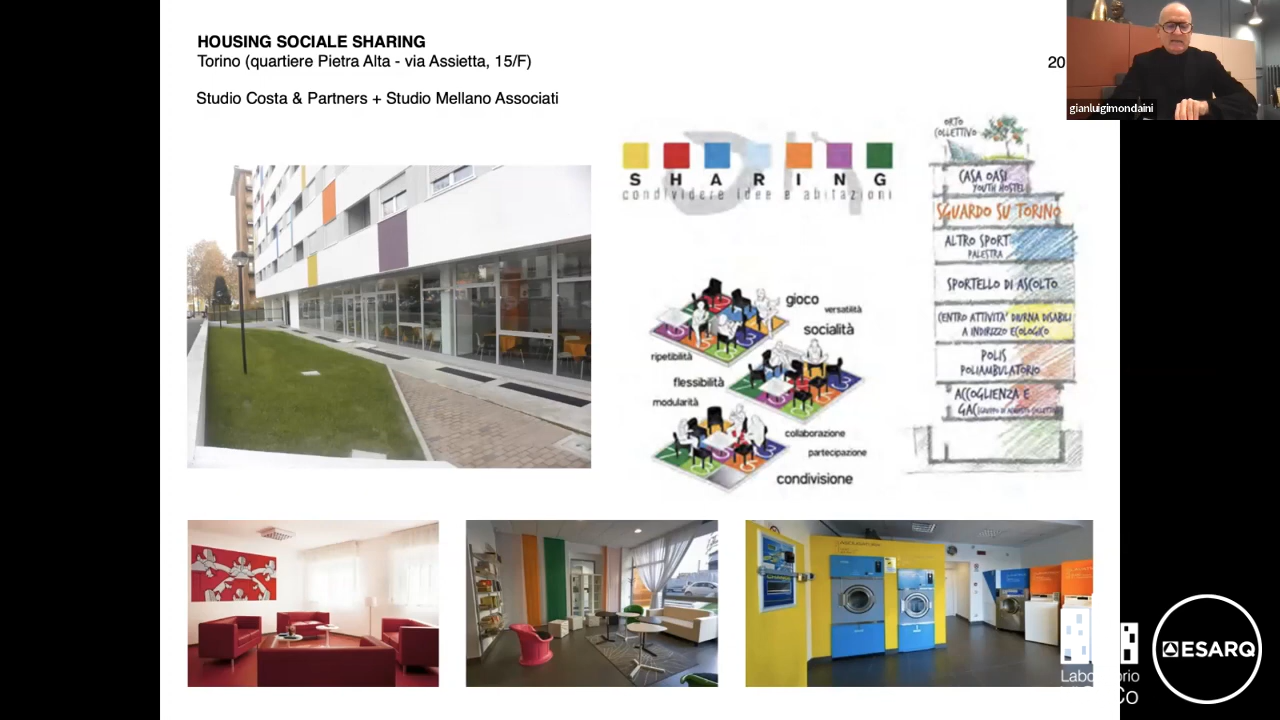 HOUSING SOCIALE SHARING
Torino (quartiere Pietra Alta - via Assietta, 15/F)
20
Studio Costa & Partners + Studio Mellano Associati
gianluigimondaini
SHARING
condividere idee e abitazioni
gioco
versatilità
socialità
ripetibilità
flessibilità
modularità
collaborazione
partecipazione
condivisione
ORTO
COLLETTIVO
CASA OASI
YOUTH HOSTEL
SGUARDO SU TORINO
ALTRO SPORT
PALESTRA
SPORTELLO DI ASCOLTO
CENTRO ATTIVITA' DIURNA DISABILI
A INDIRIZZO ECOLOGICO
POLIS
POLIAMBULATORIO
ACCOGLIENZA E
GAC
ESARQ